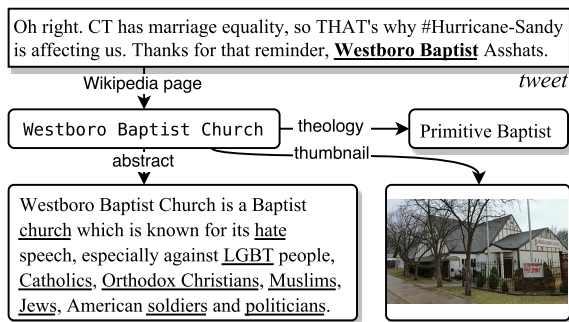 Oh right. CT has marriage equality, so THAT's why #Hurricane-Sandy
is affecting us. Thanks for that reminder, Westboro Baptist Asshats.
tweet
Wikipedia page
Westboro Baptist Church
theology
Primitive Baptist
thumbnail
abstract
Westboro Baptist Church is a Baptist
church which is known for its hate
speech, especially against LGBT people,
Catholics, Orthodox Christians, Muslims,
Jews, American soldiers and politicians.